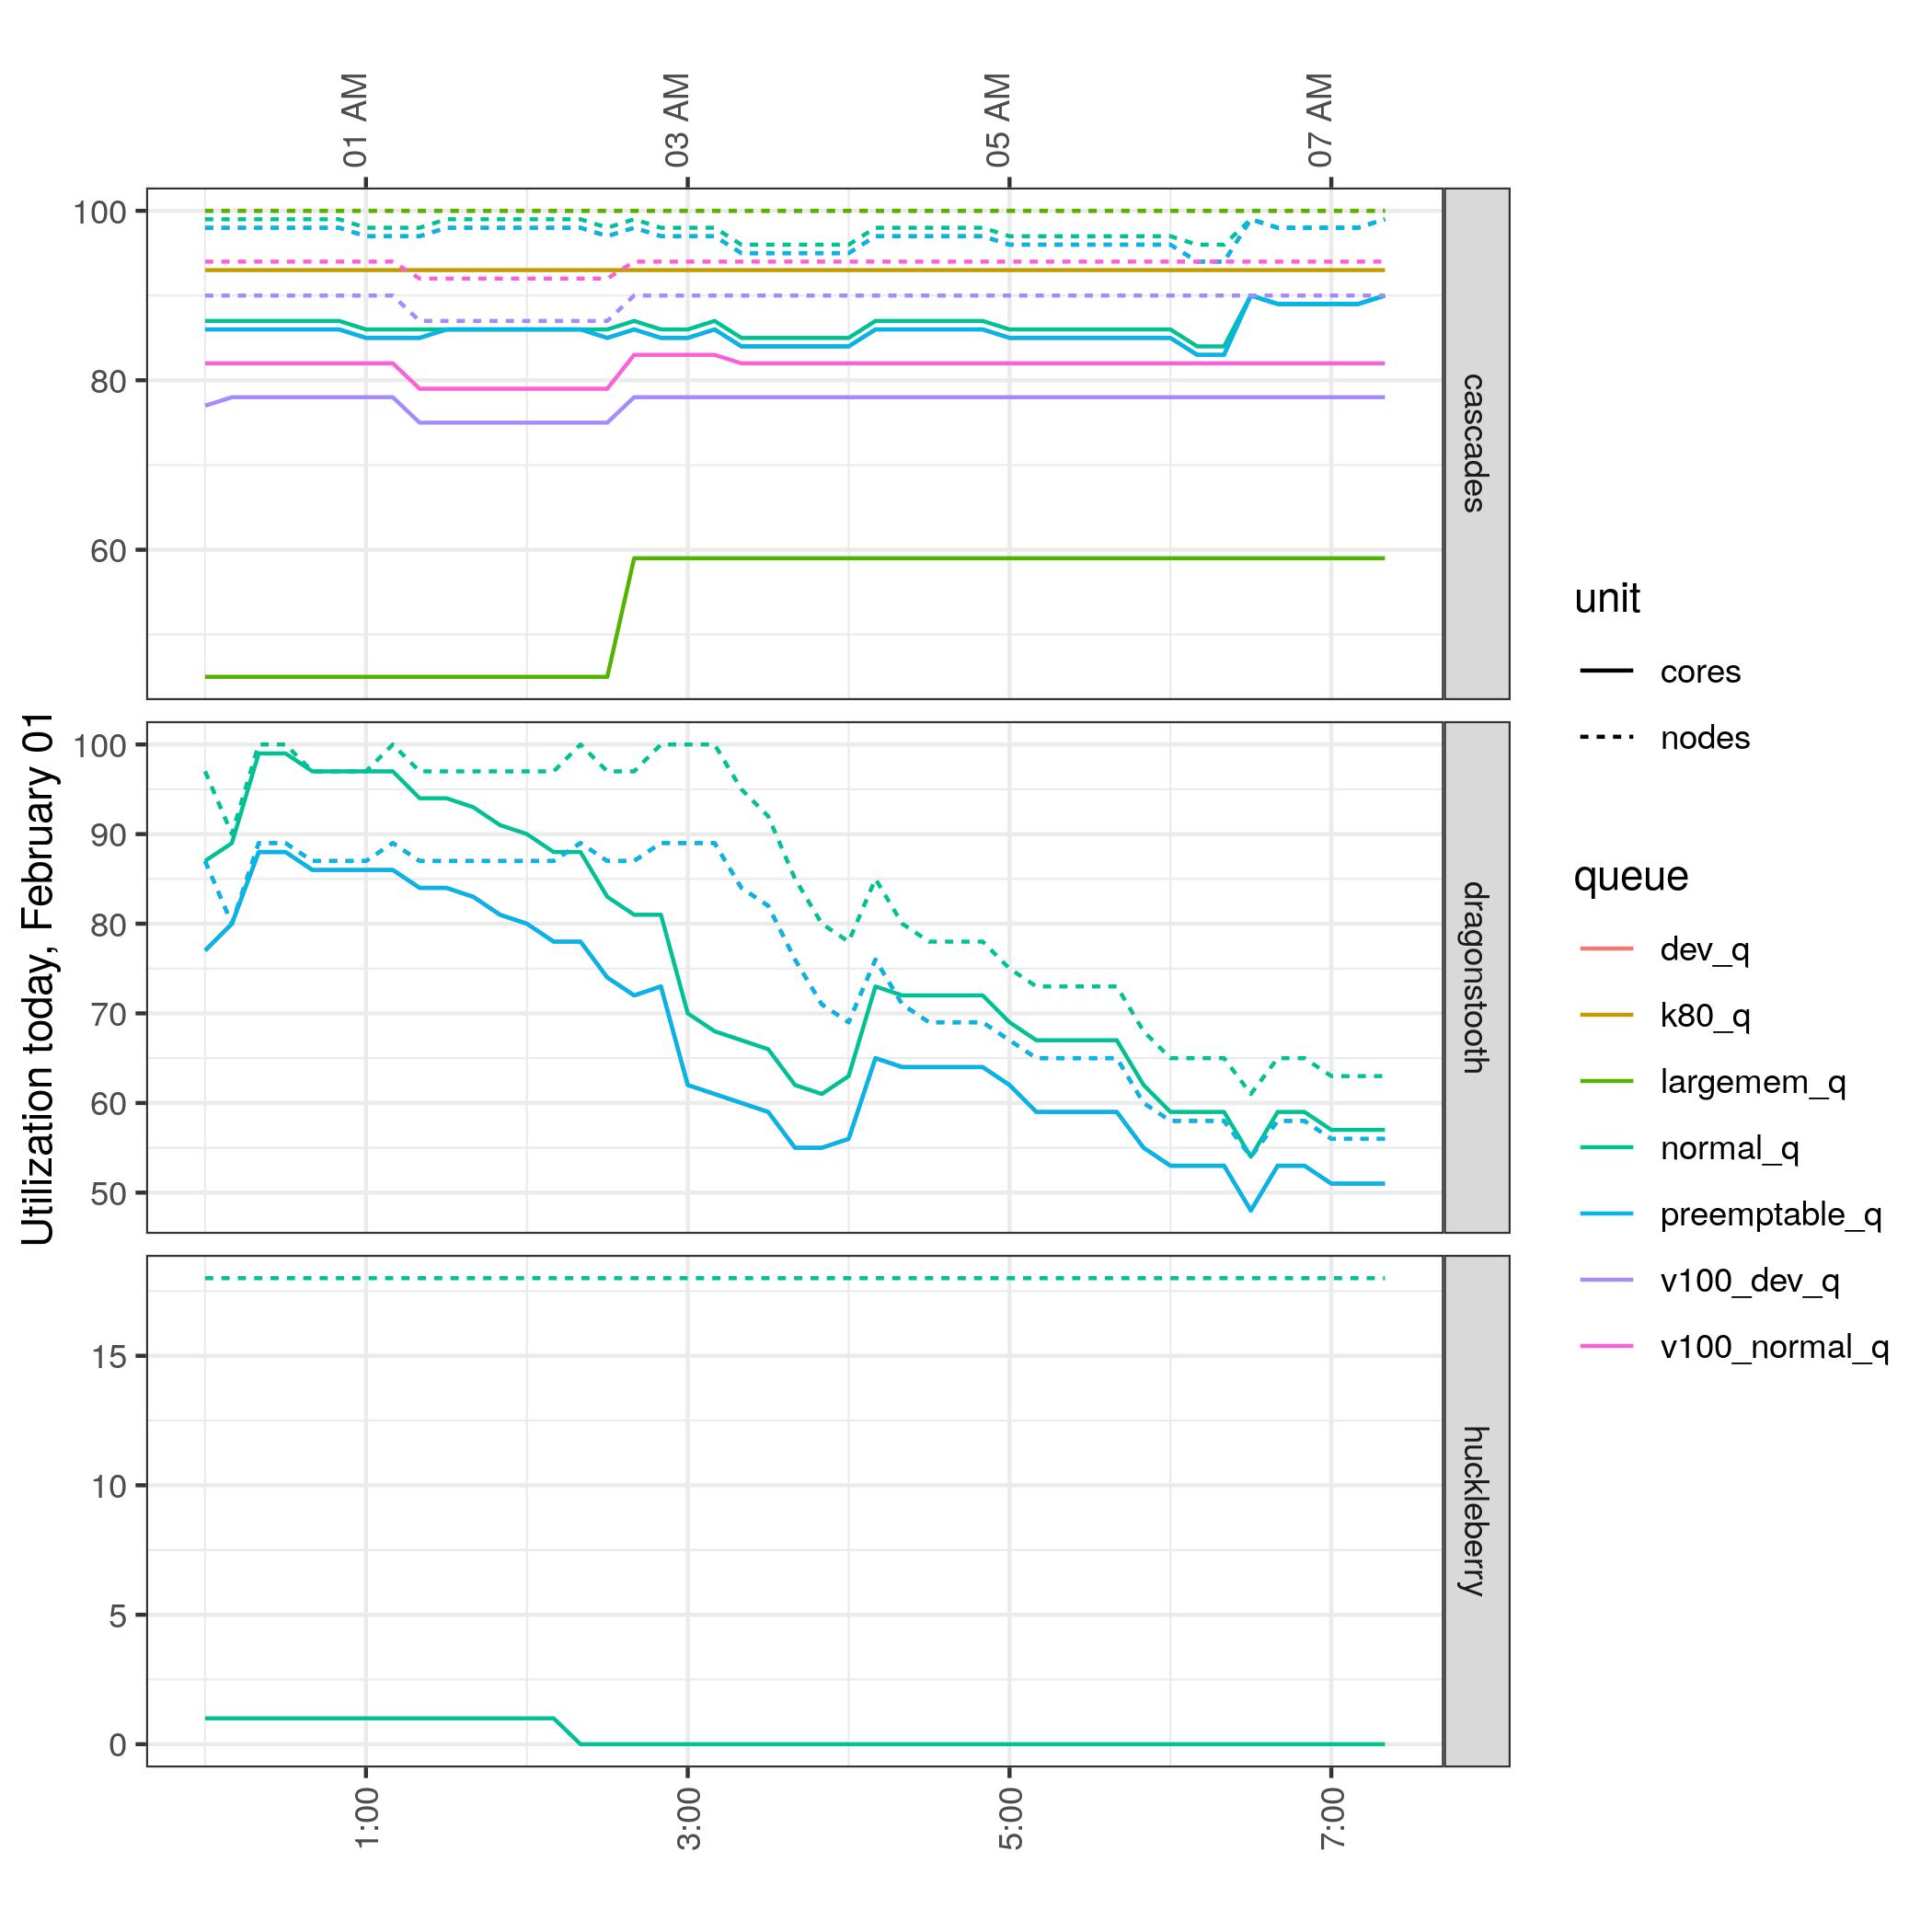 01 AM
03 AM
05 AM
07 AM
Utilization today, February 01
100
80
60
cascades
100
90
80
70
60
50
dragonstooth
15
10
5
0
huckleberry
1:00
3:00
5:00
7:00
unit
cores
nodes
queue
dev_q
k80_q
largemem_q
normal_q
preemptable_q
v100_dev_q
v100_normal_q